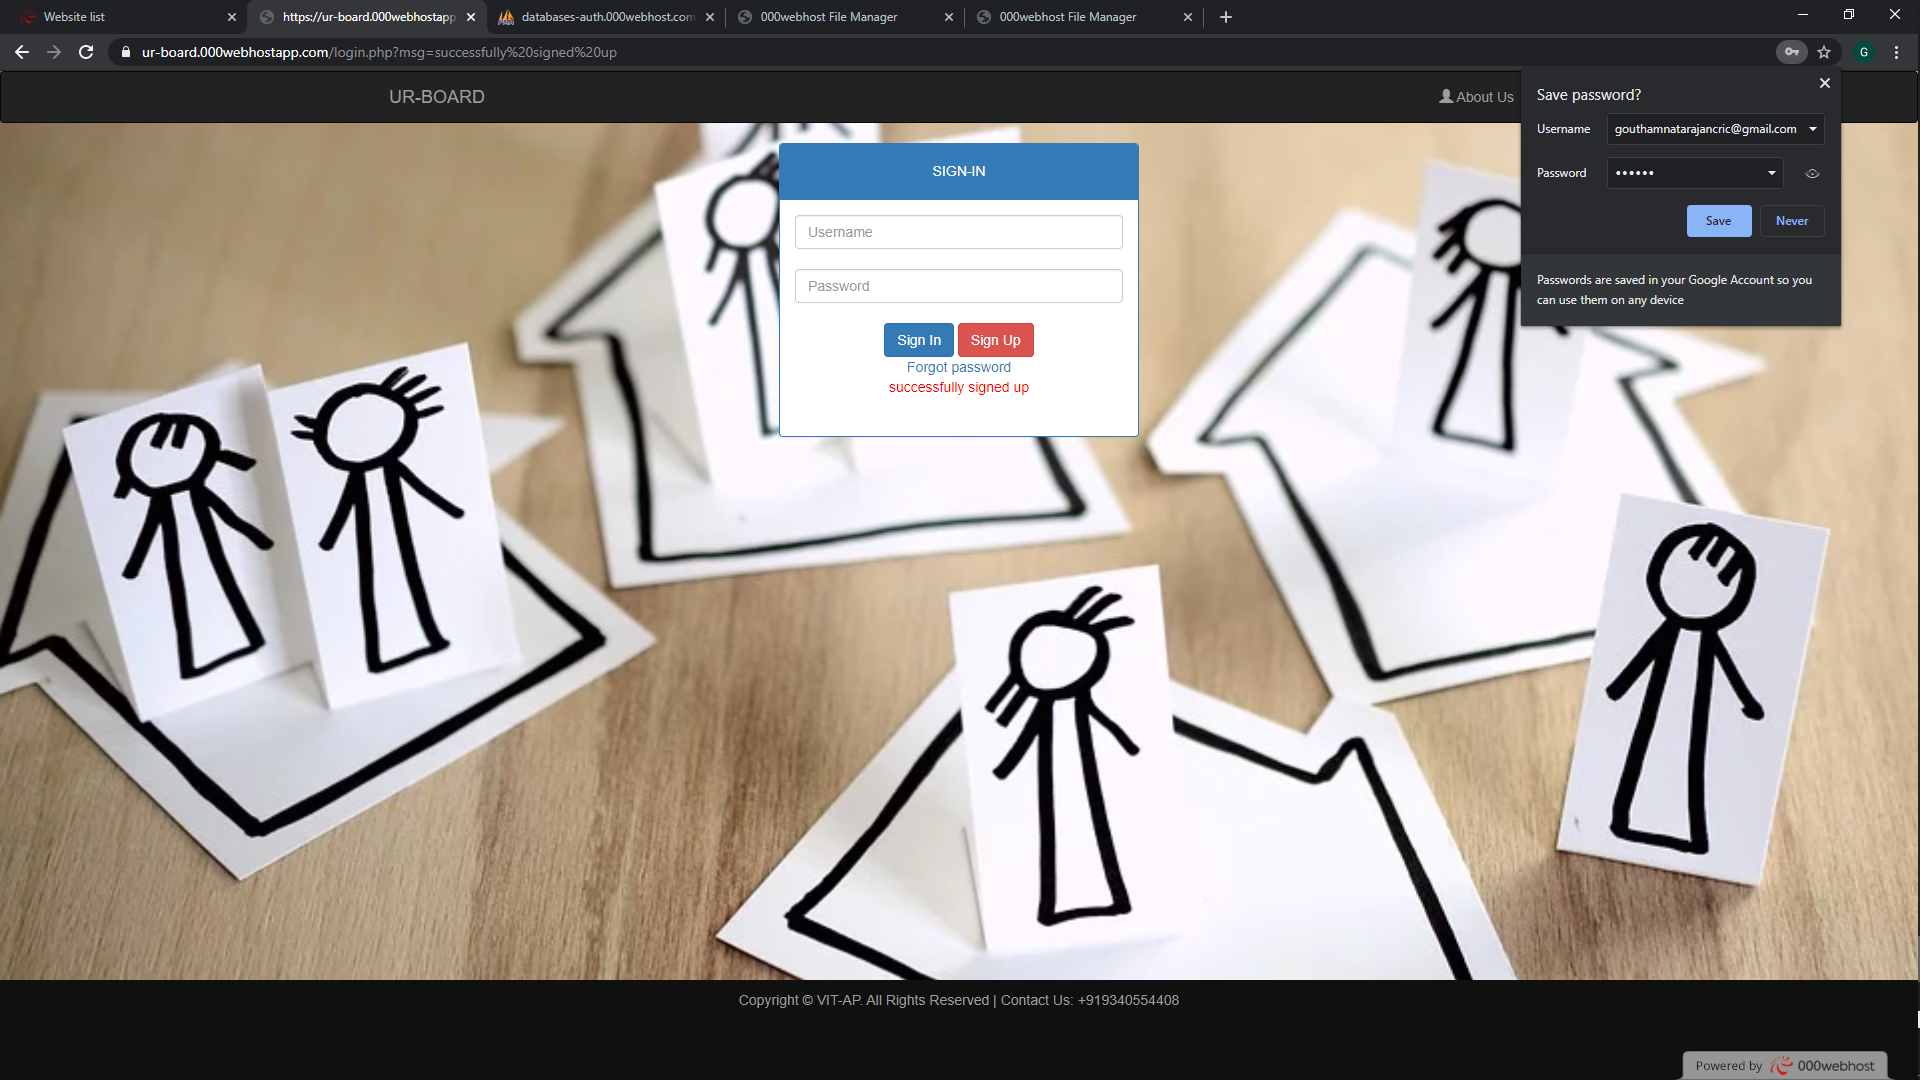 Website list
https://ur-board.000webhostapp
databases-auth.000webhost.com
000webhost File Manager
000webhost File Manager
ur-board.000webhostapp.com/login.php?msg=successfully%20signed%20up
G
UR-BOARD
About Us
Save password?
Username
gouthamnatarajancric@gmail.com
Password
••••••
Save
Never
Passwords are saved in your Google Account so you
can use them on any device
SIGN-IN
Username
Password
Sign In
Sign Up
Forgot password
successfully signed up
Copyright © VIT-AP. All Rights Reserved | Contact Us: +919340554408
Powered by 000webhost